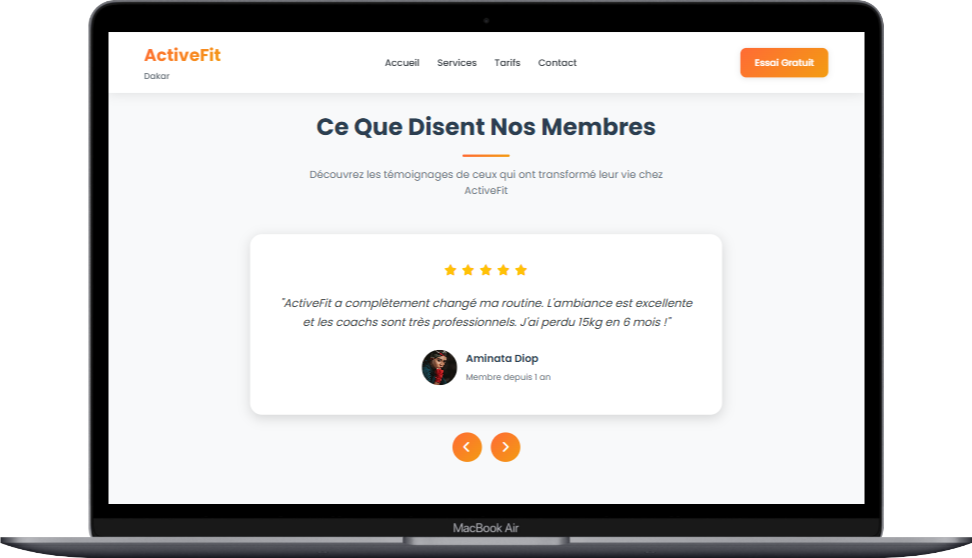 ActiveFit
Dakar
Accueil Services Tarifs Contact
Essai Gratuit
Ce Que Disent Nos Membres
Découvrez les témoignages de ceux qui ont transformé leur vie chez
ActiveFit
"ActiveFit a complètement changé ma routine. L'ambiance est excellente
et les coachs sont très professionnels. J'ai perdu 15kg en 6 mois !"
Aminata Diop
Membre depuis 1 an
MacBook Air